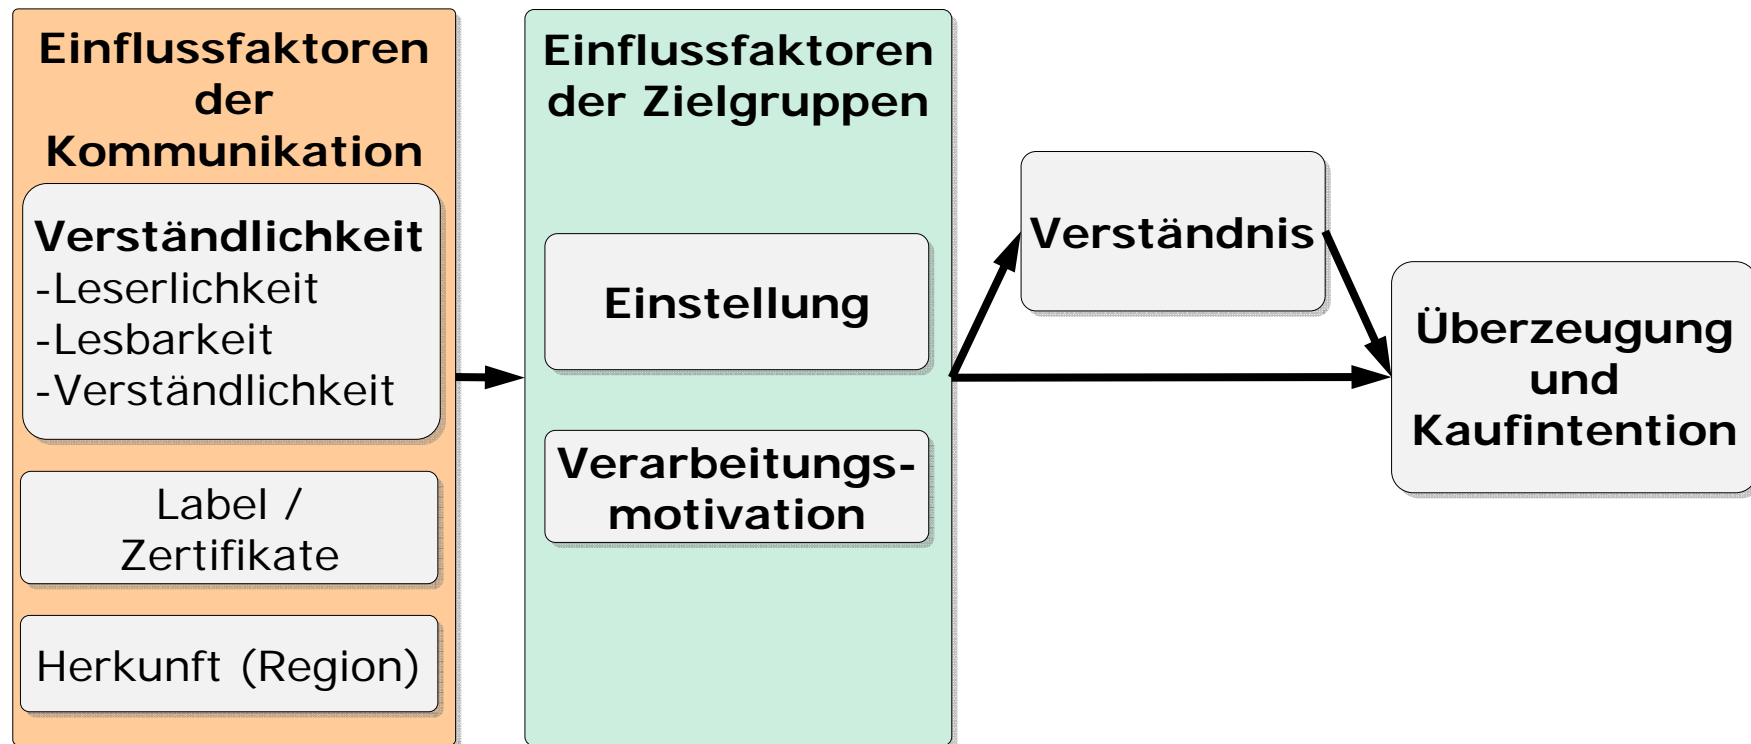 Einflussfaktoren
der
Kommunikation
Verständlichkeit
-Leserlichkeit
-Lesbarkeit
-Verständlichkeit
Label /
Zertifikate
Herkunft (Region)
Einflussfaktoren
der Zielgruppen
Einstellung
Verarbeitungs-
motivation
Verständnis
Überzeugung
und
Kaufintention